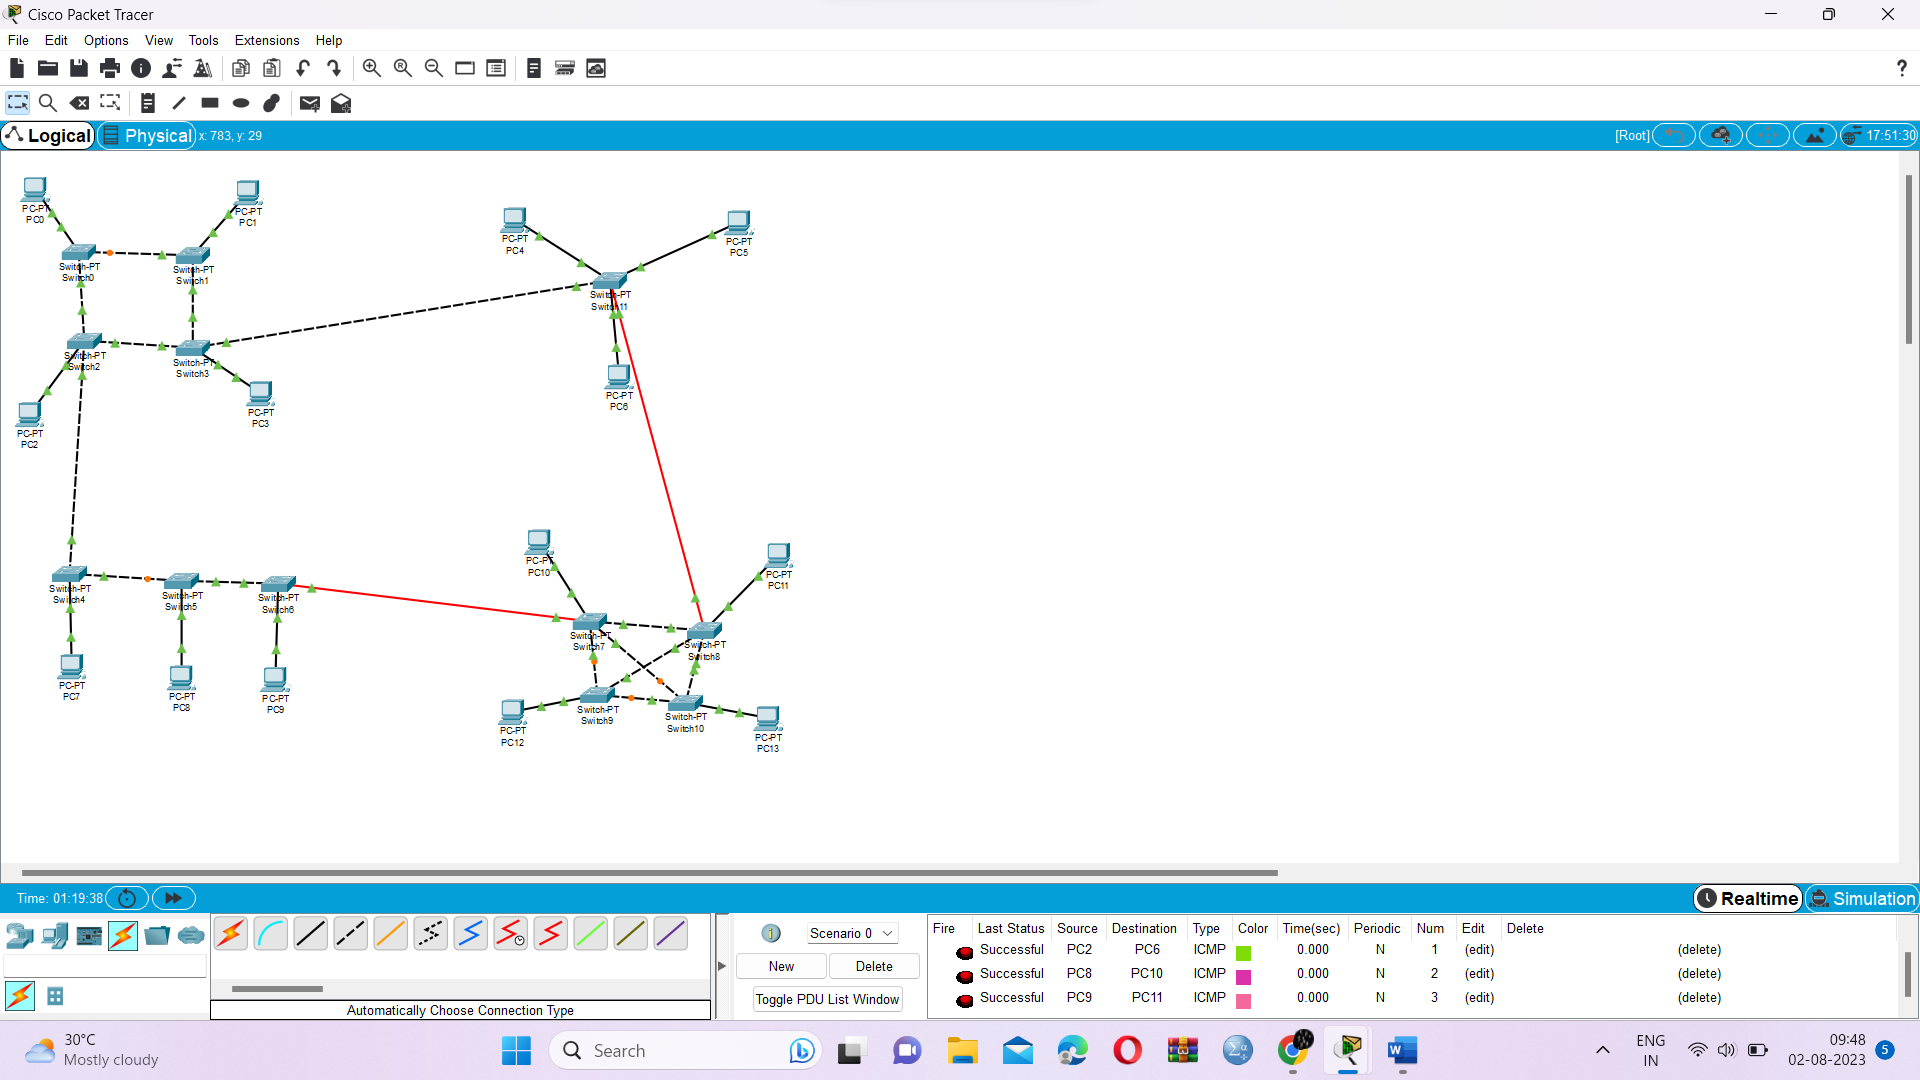 Cisco Packet Tracer
File Edit Options View Tools Extensions Help
Logical Physical x: 783, y: 29 [Root] 17:51:30
PC-PT
PC0
PC-PT
PC1
Switch-PT
Switch0
Switch-PT
Switch1
Switch-PT
Switch2
Switch-PT
Switch3
PC-PT
PC2
PC-PT
PC3
PC-PT
PC4
PC-PT
PC5
Switch-PT
Switch11
PC-PT
PC6
Switch-PT
Switch4
Switch-PT
Switch5
Switch-PT
Switch6
PC-PT
PC7
PC-PT
PC8
PC-PT
PC9
PC-PT
PC10
PC-PT
PC11
Switch-PT
Switch7
Switch-PT
Switch8
Switch-PT
Switch9
Switch-PT
Switch10
PC-PT
PC12
PC-PT
PC13
Time: 01:19:38 Realtime Simulation
Automatically Choose Connection Type
Scenario 0
New Delete
Toggle PDU List Window
Fire Last Status Source Destination Type Color Time(sec) Periodic Num Edit Delete
Successful PC2 PC6 ICMP 0.000 N 1 (edit) (delete)
Successful PC8 PC10 ICMP 0.000 N 2 (edit) (delete)
Successful PC9 PC11 ICMP 0.000 N 3 (edit) (delete)
30°C
Mostly cloudy
Search
ENG
IN
09:48
02-08-2023
5